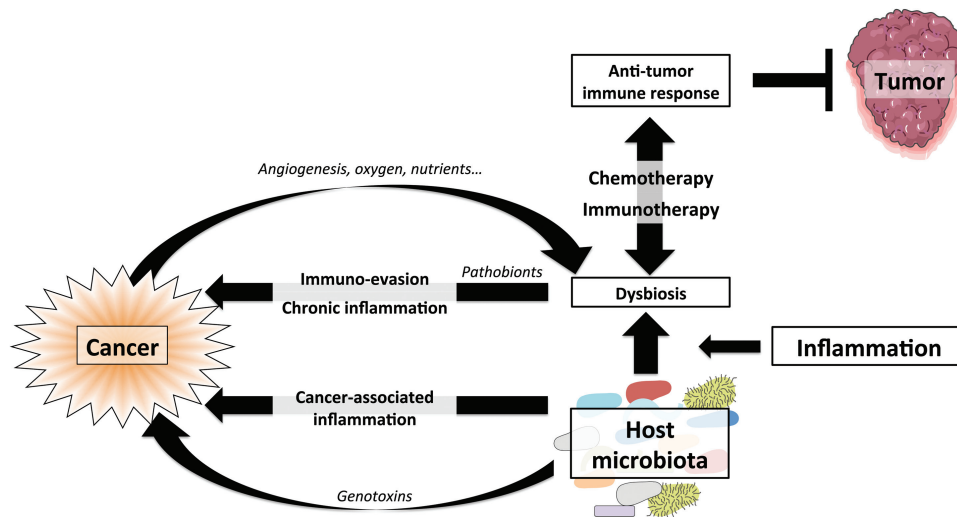 Anti-tumor
immune response
Tumor
Angiogenesis, oxygen, nutrients...
Chemotherapy
Immunotherapy
Immuno-evasion
Chronic inflammation
Pathobionts
Dysbiosis
Cancer
Inflammation
Cancer-associated
inflammation
Host
microbiota
Genotoxins